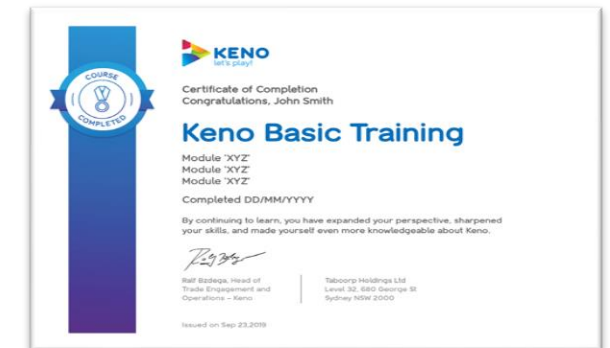 COURSE
COMPLETED
KENO
let's play!
Certificate of Completion
Congratulations, John Smith
Keno Basic Training
Module 'XYZ'
Module 'XYZ'
Module 'XYZ'
Completed DD/MM/YYYY
By continuing to learn, you have expanded your perspective, sharpened
your skills, and made yourself even more knowledgeable about Keno.
Ralf Bzdega, Head of
Trade Engagement and
Operations – Keno
Tabcorp Holdings Ltd
Level 32, 680 George St
Sydney NSW 2000
Issued on Sep 23,2019